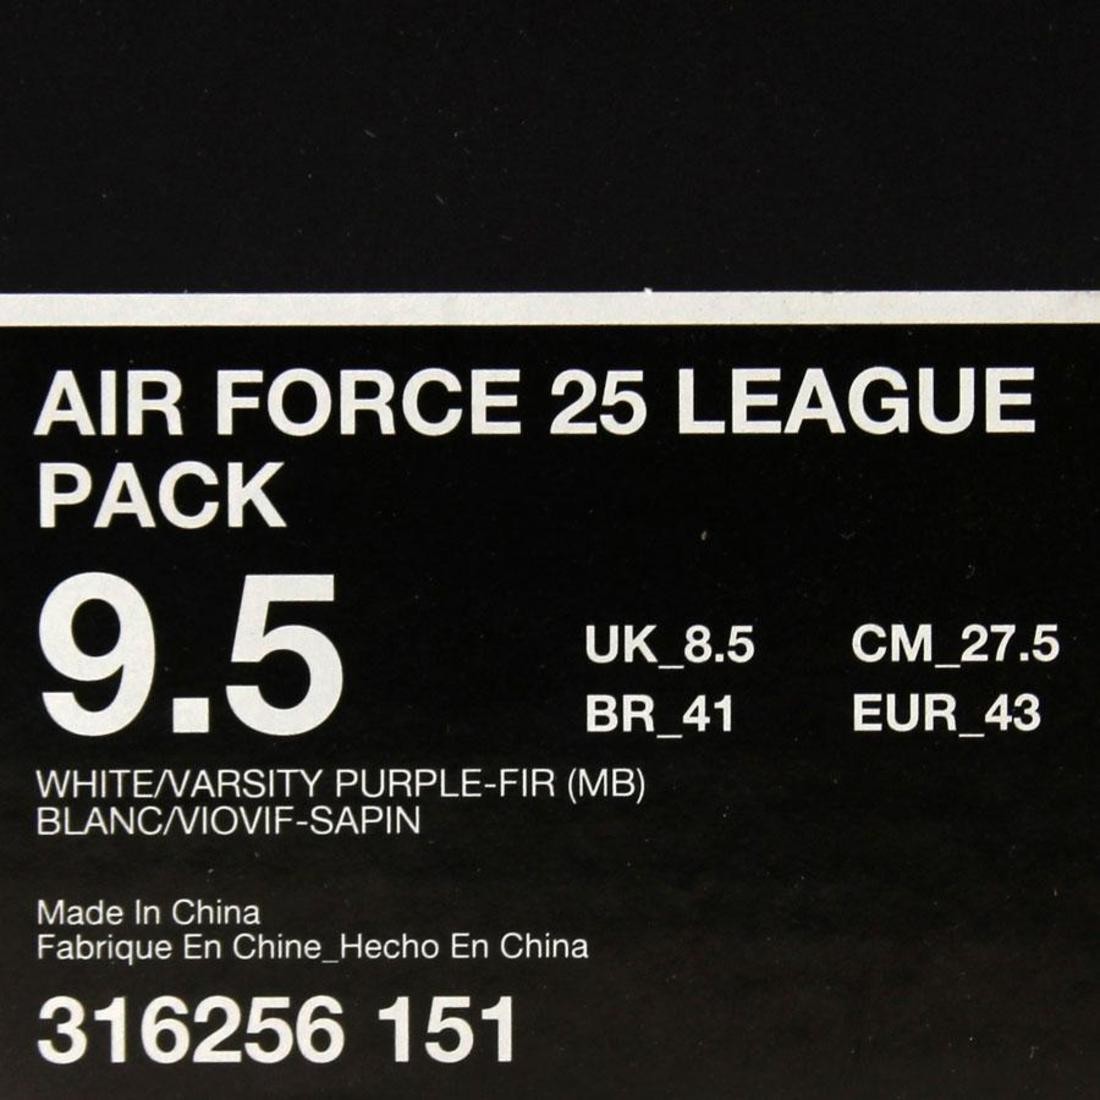 AIR FORCE 25 LEAGUE
PACK
9.5
UK_8.5 CM_27.5
BR_41 EUR_43
WHITE/VARSITY PURPLE-FIR (MB)
BLANC/VIOVIF-SAPIN
Made In China
Fabrique En Chine_Hecho En China
316256 151